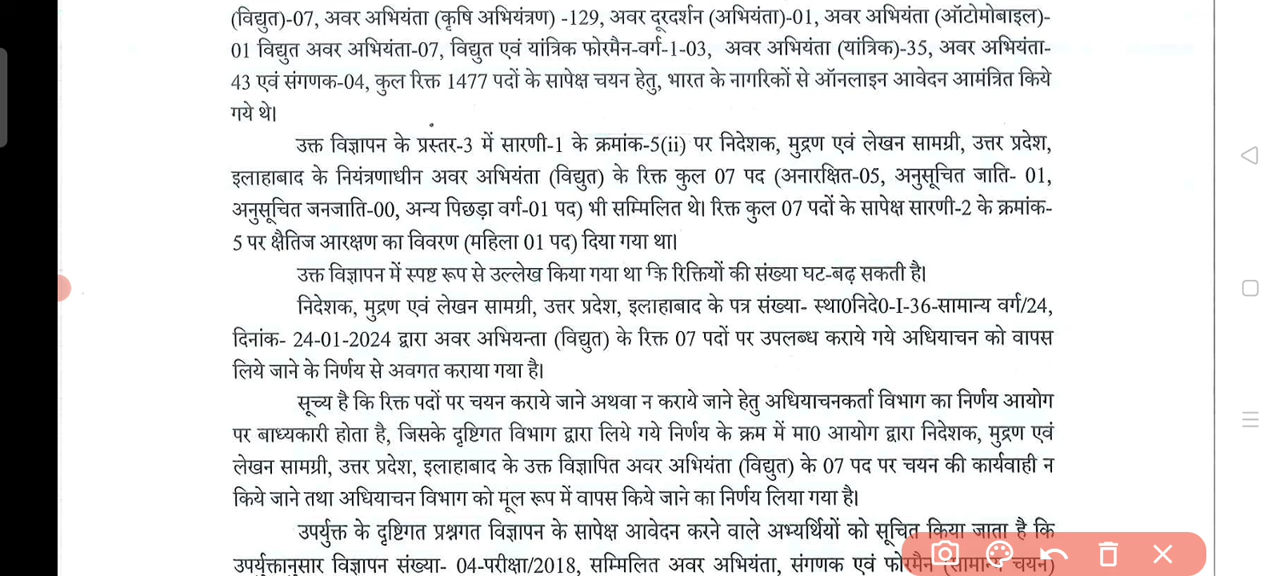 (विद्युत)-07, अवर अभियंता (कृषि अभियंत्रण) -129, अवर दूरदर्शन (अभियंता)-01, अवर अभियंता (ऑटोमोबाइल)-
01 विद्युत अवर अभियंता-07, विद्युत एवं यांत्रिक फोरमैन-वर्ग-1-03, अवर अभियंता (यांत्रिक)-35, अवर अभियंता-
43 एवं संगणक-04, कुल रिक्त 1477 पदों के सापेक्ष चयन हेतु, भारत के नागरिकों से ऑनलाइन आवेदन आमंत्रित किये
गये थे।
उक्त विज्ञापन के प्रस्तर-3 में सारणी-1 के क्रमांक-5(ii) पर निदेशक, मुद्रण एवं लेखन सामग्री, उत्तर प्रदेश,
इलाहाबाद के नियंत्रणाधीन अवर अभियंता (विद्युत) के रिक्त कुल 07 पद (अनारक्षित-05, अनुसूचित जाति- 01,
अनुसूचित जनजाति-00, अन्य पिछड़ा वर्ग-01 पद) भी सम्मिलित थे। रिक्त कुल 07 पदों के सापेक्ष सारणी-2 के क्रमांक-
5 पर क्षैतिज आरक्षण का विवरण (महिला 01 पद) दिया गया था।
उक्त विज्ञापन में स्पष्ट रूप से उल्लेख किया गया था कि रिक्तियों की संख्या घट-बढ़ सकती है।
निदेशक, मुद्रण एवं लेखन सामग्री, उत्तर प्रदेश, इलाहाबाद के पत्र संख्या- स्था0निदे0-I-36-सामान्य वर्ग/24,
दिनांक- 24-01-2024 द्वारा अवर अभियन्ता (विद्युत) के रिक्त 07 पदों पर उपलब्ध कराये गये अधियाचन को वापस
लिये जाने के निर्णय से अवगत कराया गया है।
सूच्य है कि रिक्त पदों पर चयन कराये जाने अथवा न कराये जाने हेतु अधियाचनकर्ता विभाग का निर्णय आयोग
पर बाध्यकारी होता है, जिसके दृष्टिगत विभाग द्वारा लिये गये निर्णय के क्रम में मा0 आयोग द्वारा निदेशक, मुद्रण एवं
लेखन सामग्री, उत्तर प्रदेश, इलाहाबाद के उक्त विज्ञापित अवर अभियंता (विद्युत) के 07 पद पर चयन की कार्यवाही न
किये जाने तथा अधियाचन विभाग को मूल रूप में वापस किये जाने का निर्णय लिया गया है।
उपर्युक्त के दृष्टिगत प्रश्नगत विज्ञापन के सापेक्ष आवेदन करने वाले अभ्यर्थियों को सूचित किया जाता है कि
उपर्युक्तानुसार विज्ञापन संख्या- 04-परीक्षा/2018, सम्मिलित अवर अभियंता, संगणक एवं फोरमैन (सामान्य चयन)